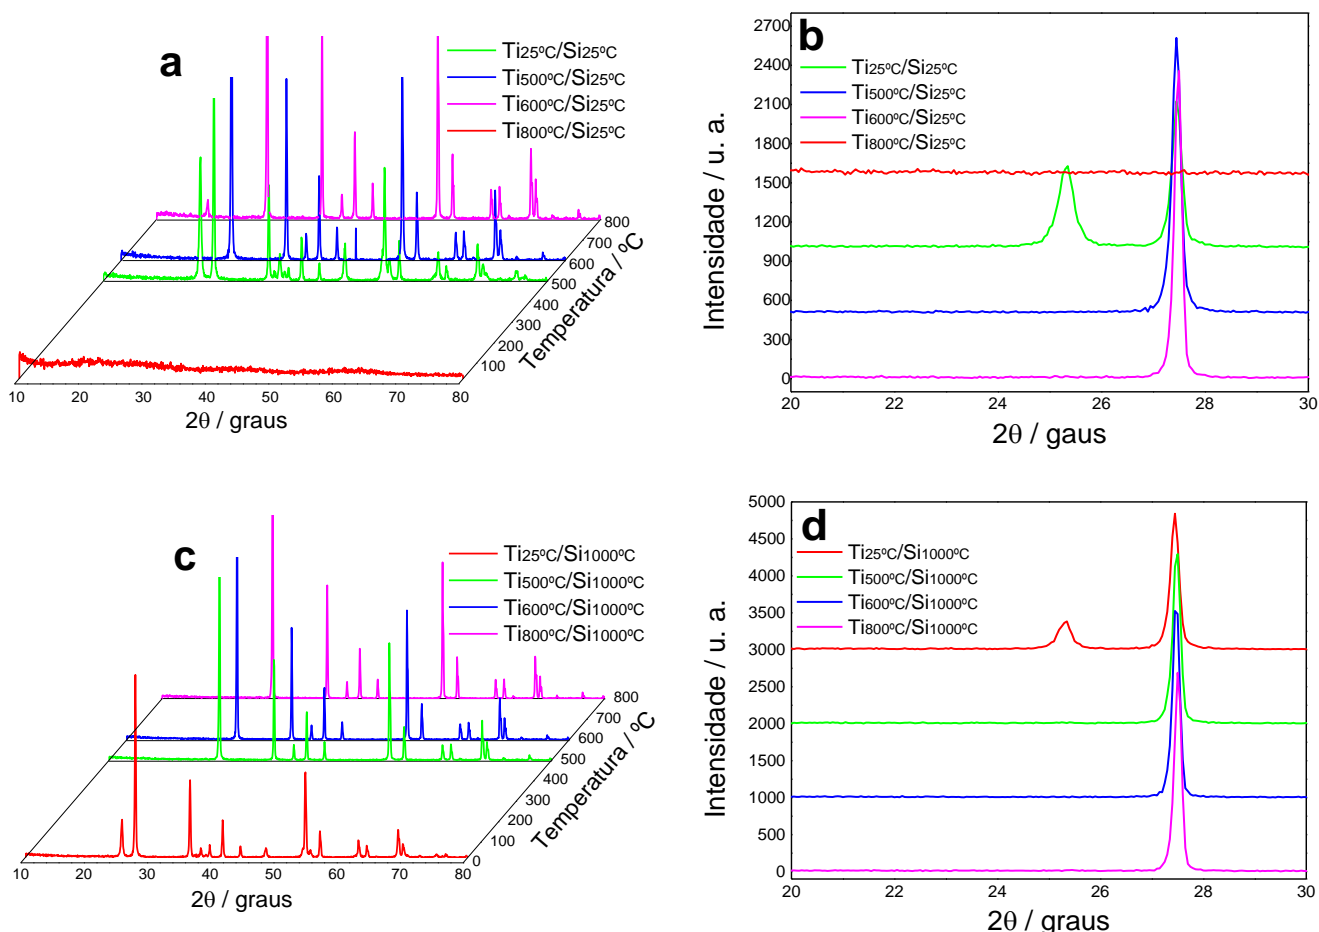 a
Ti25ºC/Si25ºC
Ti500ºC/Si25ºC
Ti600ºC/Si25ºC
Ti800ºC/Si25ºC
800
700
600
500
400
300
200
100
Temperatura / ºC
10 20 30 40 50 60 70 80
2θ / graus
b
Ti25ºC/Si25ºC
Ti500ºC/Si25ºC
Ti600ºC/Si25ºC
Ti800ºC/Si25ºC
2700
2400
2100
1800
1500
1200
900
600
300
0
Intensidade / u. a.
20 22 24 26 28 30
2θ / gaus
c
Ti25ºC/Si1000ºC
Ti500ºC/Si1000ºC
Ti600ºC/Si1000ºC
Ti800ºC/Si1000ºC
800
700
600
500
400
300
200
100
0
Temperatura / ºC
10 20 30 40 50 60 70 80
2θ / graus
d
Ti25ºC/Si1000ºC
Ti500ºC/Si1000ºC
Ti600ºC/Si1000ºC
Ti800ºC/Si1000ºC
5000
4500
4000
3500
3000
2500
2000
1500
1000
500
0
Intensidade / u. a.
20 22 24 26 28 30
2θ / graus